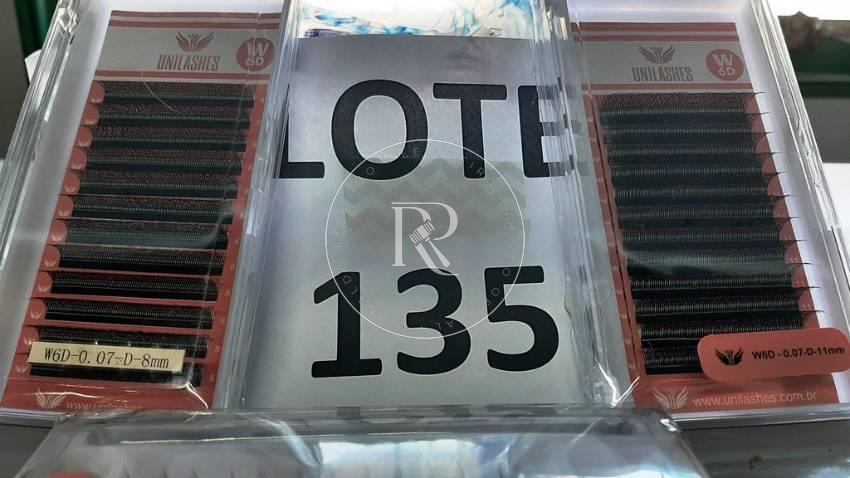 UNILASHES
W
6D
W6D-0.07-D-8mm
LOTE
135
R
UNILASHES
W
6D
W6D - 0.07-D-11mm
www.unilashes.com.br